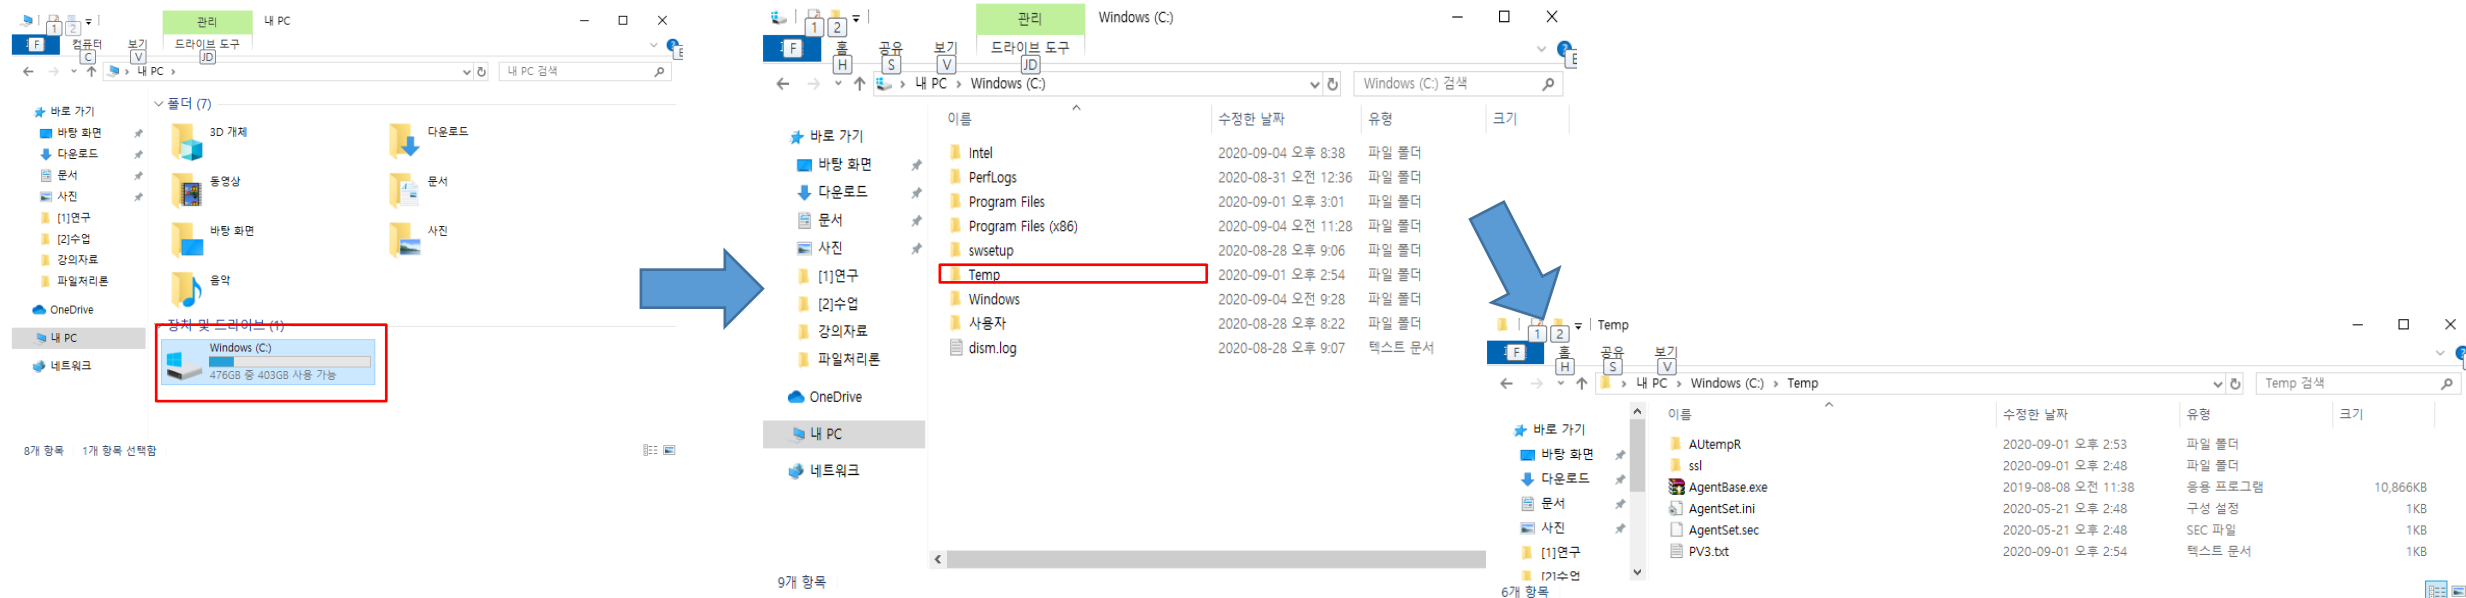 관리
내 PC
1
2
F
컴퓨터
C
보기
V
드라이브 도구
JD
내 PC
내 PC 검색
바로 가기
바탕 화면
다운로드
문서
사진
[1]연구
[2]수업
강의자료
파일처리론
OneDrive
내 PC
네트워크
폴더 (7)
3D 개체
다운로드
동영상
문서
바탕 화면
사진
음악
장치 및 드라이브 (1)
Windows (C:)
476GB 중 403GB 사용 가능
8개 항목
1개 항목 선택함
관리
Windows (C:)
1
2
F
홈
H
공유
S
보기
V
드라이브 도구
JD
E
내 PC
Windows (C:)
Windows (C:) 검색
바로 가기
바탕 화면
다운로드
문서
사진
[1]연구
[2]수업
강의자료
파일처리론
OneDrive
내 PC
네트워크
이름 수정한 날짜 유형 크기
Intel 2020-09-04 오후 8:38 파일 폴더
PerfLogs 2020-08-31 오전 12:36 파일 폴더
Program Files 2020-09-01 오후 3:01 파일 폴더
Program Files (x86) 2020-09-04 오전 11:28 파일 폴더
swsetup 2020-08-28 오후 9:06 파일 폴더
Temp 2020-09-01 오후 2:54 파일 폴더
Windows 2020-09-04 오전 9:28 파일 폴더
사용자 2020-08-28 오후 8:22 파일 폴더
dism.log 2020-08-28 오후 9:07 텍스트 문서
9개 항목
Temp
1
2
F
홈
H
공유
S
보기
V
내 PC
Windows (C:)
Temp
Temp 검색
바로 가기
바탕 화면
다운로드
문서
사진
[1]연구
[2]수업
이름 수정한 날짜 유형 크기
AUtempR 2020-09-01 오후 2:53 파일 폴더
ssl 2020-09-01 오후 2:48 파일 폴더
AgentBase.exe 2019-08-08 오전 11:38 응용 프로그램 10,866KB
AgentSet.ini 2020-05-21 오후 2:48 구성 설정 1KB
AgentSet.sec 2020-05-21 오후 2:48 SEC 파일 1KB
PV3.txt 2020-09-01 오후 2:54 텍스트 문서 1KB
6개 항목